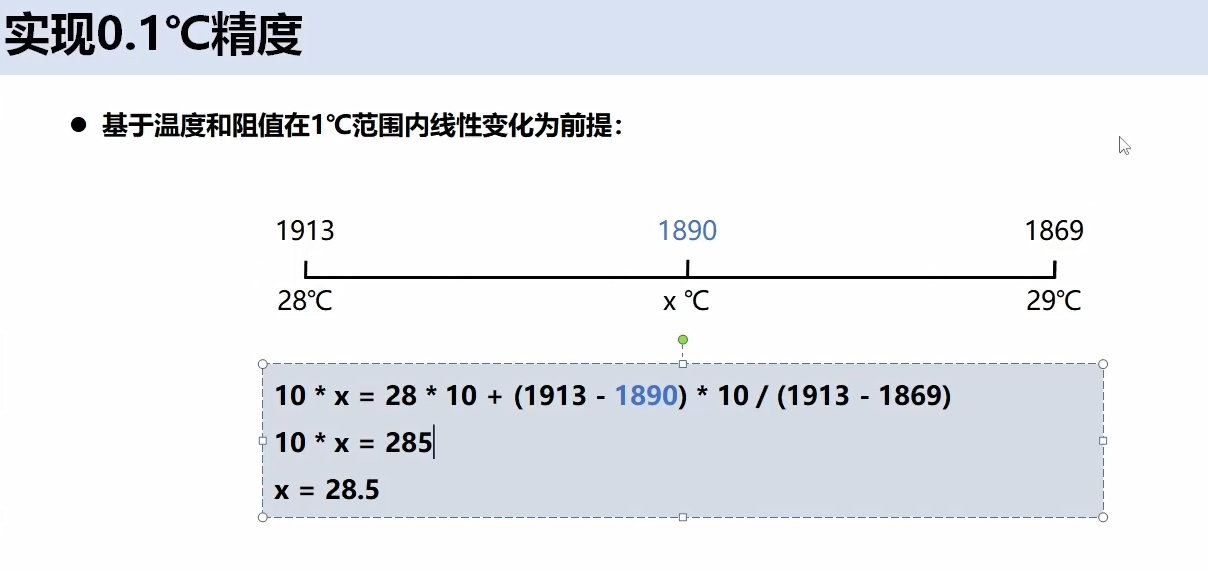 实现0.1℃精度
● 基于温度和阻值在1℃范围内线性变化为前提：
1913 1890 1869
28℃ x ℃ 29℃
10 * x = 28 * 10 + (1913 - 1890) * 10 / (1913 - 1869)
10 * x = 285
x = 28.5